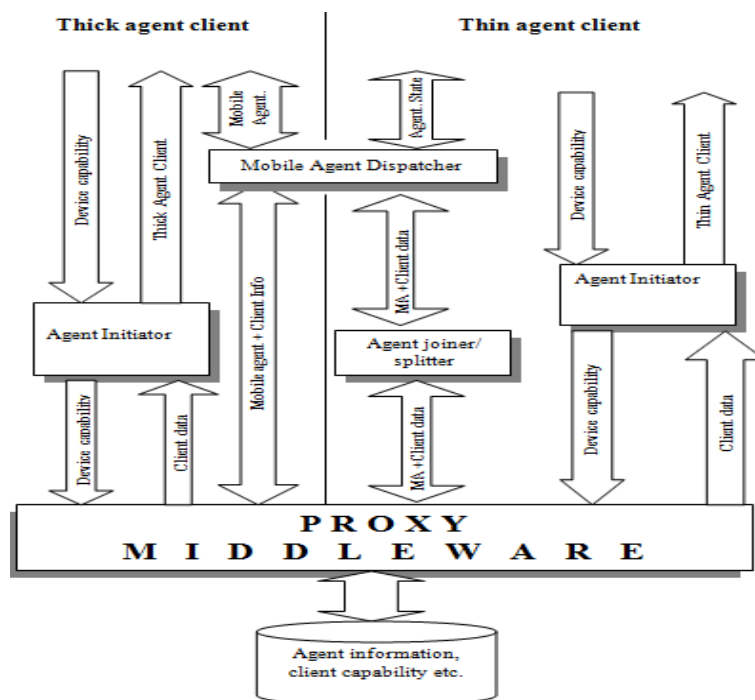 Thick agent client
Thin agent client
Device capability
Thick Agent Client
Mobile
Agent.
Agent. State
Device capability
Thin Agent Client
Mobile Agent Dispatcher
Mobile agent + Client Info
MA +Client data
Agent Initiator
Agent Initiator
Agent joiner/
splitter
Device capability
Client data
MA +Client data
Device capability
Client data
P R O X Y
M I D D L E W A R E
Agent information,
client capability etc.